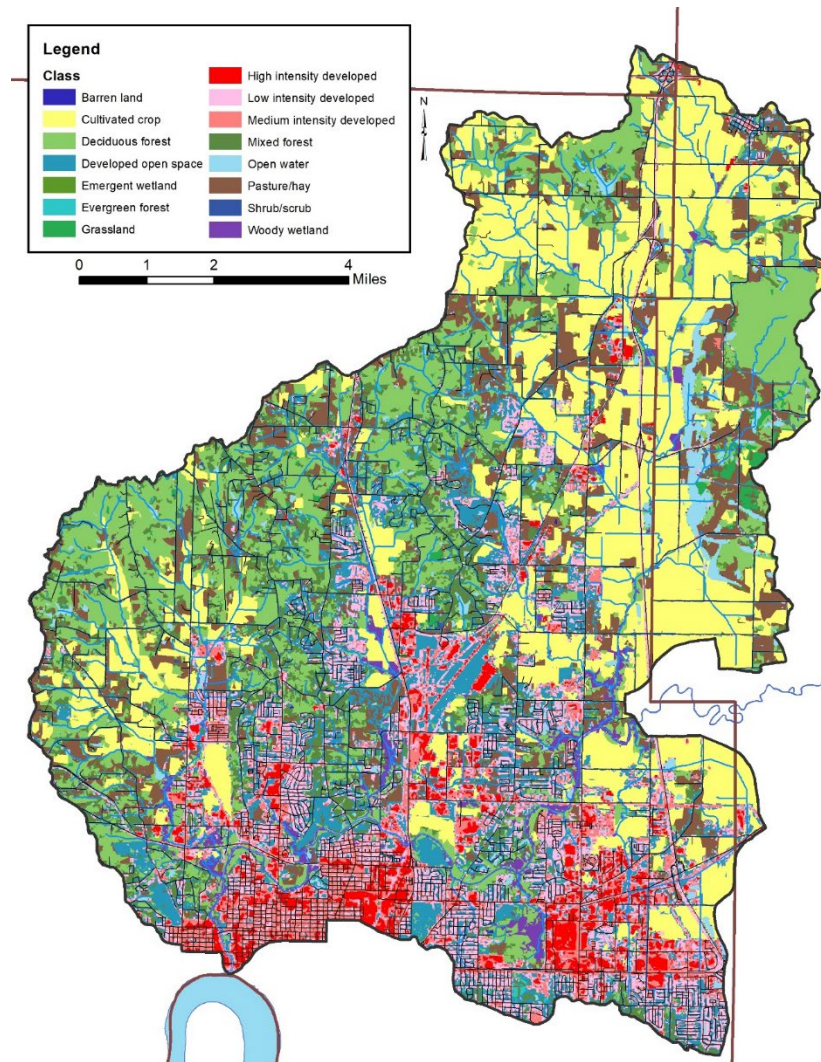 Legend
Class
Barren land
Cultivated crop
Deciduous forest
Developed open space
Emergent wetland
Evergreen forest
Grassland
High intensity developed
Low intensity developed
Medium intensity developed
Mixed forest
Open water
Pasture/hay
Shrub/scrub
Woody wetland
N
0 1 2 4
Miles